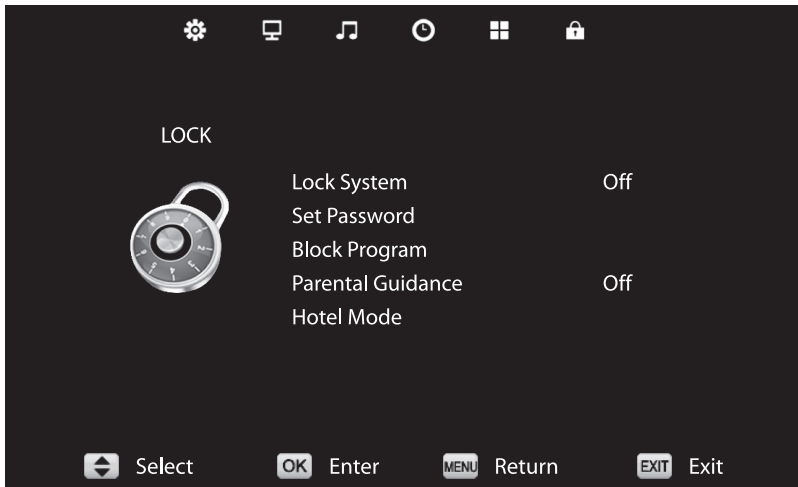 LOCK
Lock System Off
Set Password
Block Program
Parental Guidance Off
Hotel Mode
Select OK Enter MENU Return EXIT Exit